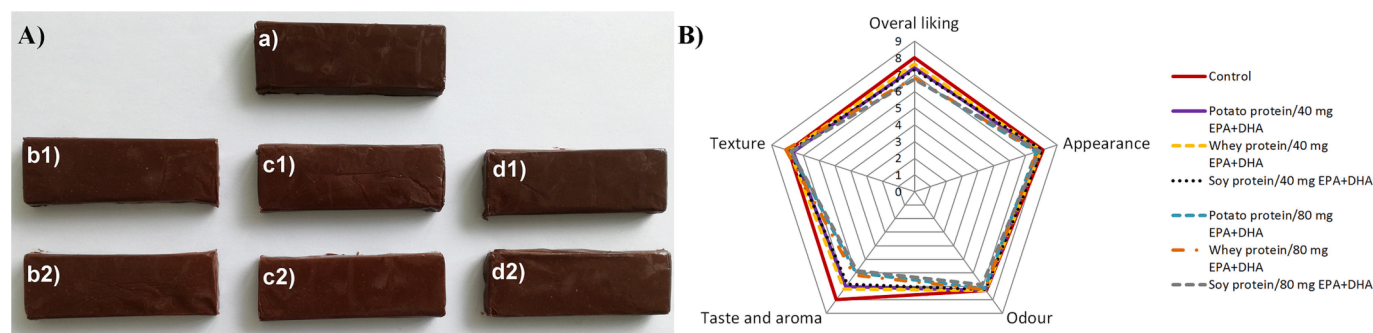 A)
a)
b1)
c1)
d1)
b2)
c2)
d2)
B)
Overal liking
9
8
7
6
5
4
3
2
1
0
Texture
Appearance
Taste and aroma
Odour
Control
Potato protein/40 mg
EPA+DHA
Whey protein/40 mg
EPA+DHA
Soy protein/40 mg EPA+DHA
Potato protein/80 mg
EPA+DHA
Whey protein/80 mg
EPA+DHA
Soy protein/80 mg EPA+DHA